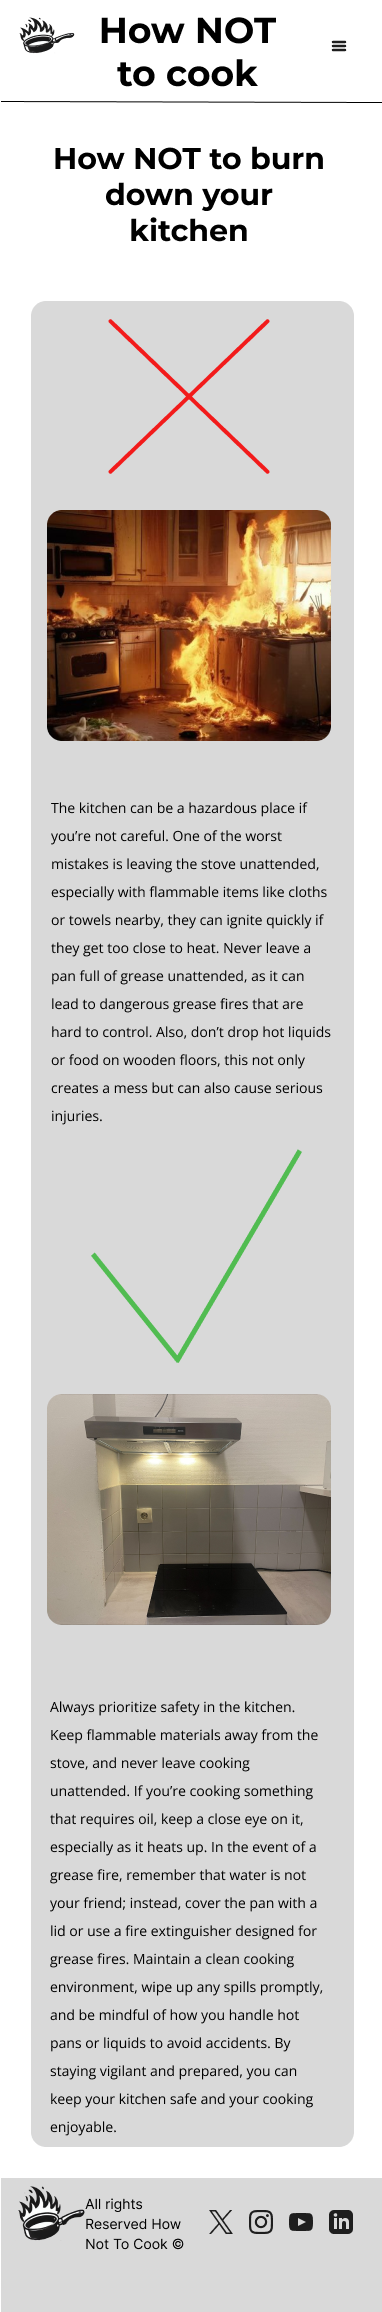 How NOT
to cook
How NOT to burn
down your
kitchen
The kitchen can be a hazardous place if
you’re not careful. One of the worst
mistakes is leaving the stove unattended,
especially with flammable items like cloths
or towels nearby, they can ignite quickly if
they get too close to heat. Never leave a
pan full of grease unattended, as it can
lead to dangerous grease fires that are
hard to control. Also, don’t drop hot liquids
or food on wooden floors, this not only
creates a mess but can also cause serious
injuries.
Always prioritize safety in the kitchen.
Keep flammable materials away from the
stove, and never leave cooking
unattended. If you’re cooking something
that requires oil, keep a close eye on it,
especially as it heats up. In the event of a
grease fire, remember that water is not
your friend; instead, cover the pan with a
lid or use a fire extinguisher designed for
grease fires. Maintain a clean cooking
environment, wipe up any spills promptly,
and be mindful of how you handle hot
pans or liquids to avoid accidents. By
staying vigilant and prepared, you can
keep your kitchen safe and your cooking
enjoyable.
All rights
Reserved How
Not To Cook ©